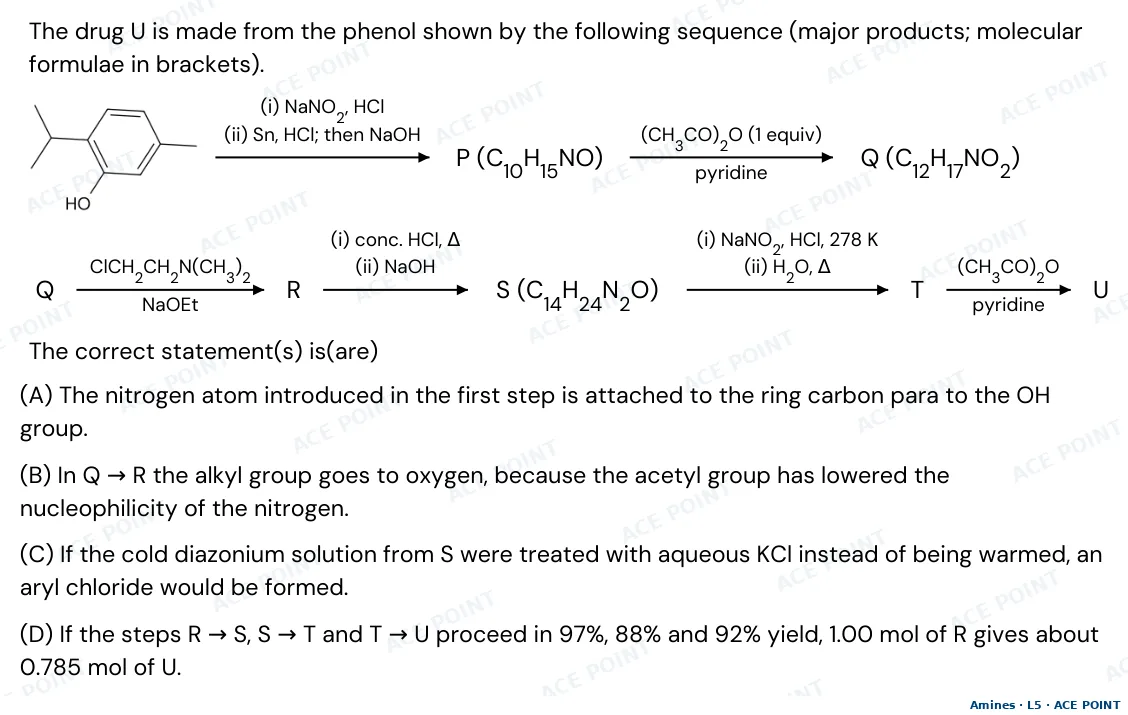 The drug U is made from the phenol shown by the following sequence (major products; molecular
formulae in brackets).
HO
(i) NaNO2, HCl
(ii) Sn, HCl; then NaOH
P (C10H15NO)
(CH3CO)2O (1 equiv)
pyridine
Q (C12H17NO2)
Q
ClCH2CH2N(CH3)2
NaOEt
R
(i) conc. HCl, Δ
(ii) NaOH
S (C14H24N2O)
(i) NaNO2, HCl, 278 K
(ii) H2O, Δ
T
(CH3CO)2O
pyridine
U
The correct statement(s) is(are)
(A) The nitrogen atom introduced in the first step is attached to the ring carbon para to the OH
group.
(B) In Q → R the alkyl group goes to oxygen, because the acetyl group has lowered the
nucleophilicity of the nitrogen.
(C) If the cold diazonium solution from S were treated with aqueous KCl instead of being warmed, an
aryl chloride would be formed.
(D) If the steps R → S, S → T and T → U proceed in 97%, 88% and 92% yield, 1.00 mol of R gives about
0.785 mol of U.
Amines · L5 · ACE POINT